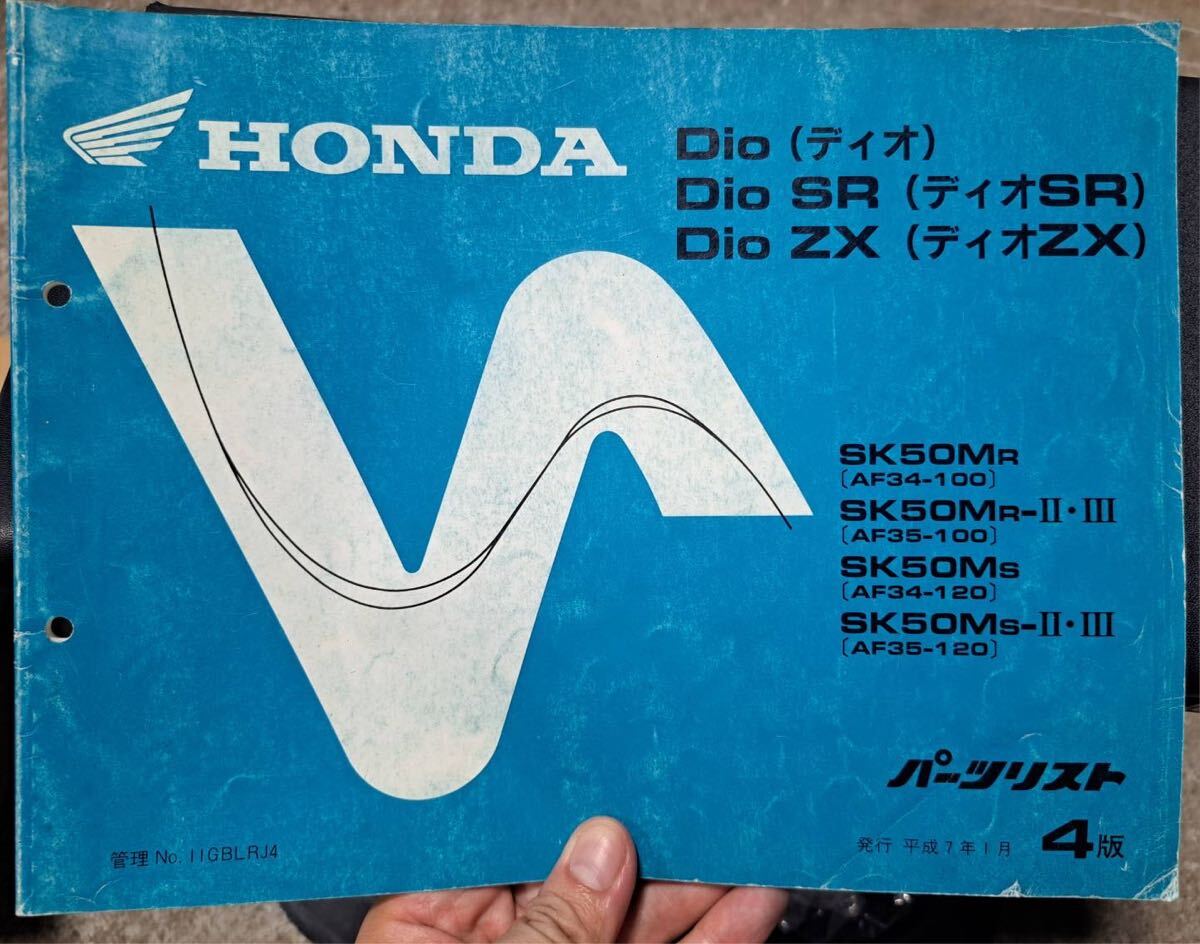 HONDA
Dio (ディオ)
Dio SR (ディオSR)
Dio ZX (ディオZX)
SK50MR
〔AF34-100〕
SK50MR-Ⅱ・Ⅲ
〔AF35-100〕
SK50MS
〔AF34-120〕
SK50MS-Ⅱ・Ⅲ
〔AF35-120〕
パーツリスト
管理 No. 11GBLRJ4
発行 平成7年1月 4版